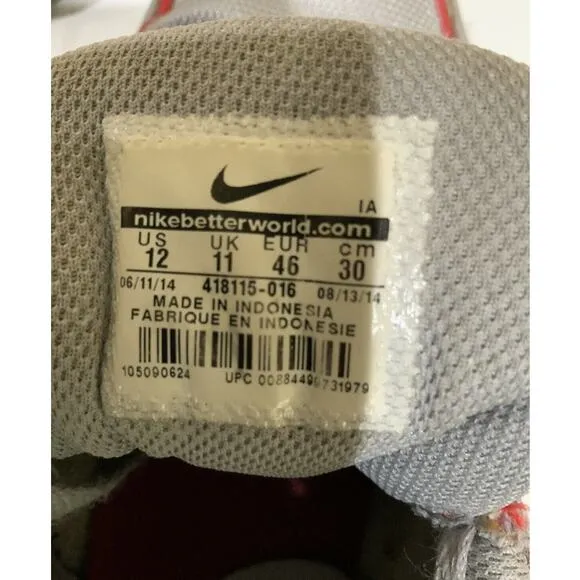 IA
nikebetterworld.com
US UK EUR cm
12 11 46 30
06/11/14 418115-016 08/13/14
MADE IN INDONESIA
FABRIQUE EN INDONESIE
105090624 UPC 00884499731979